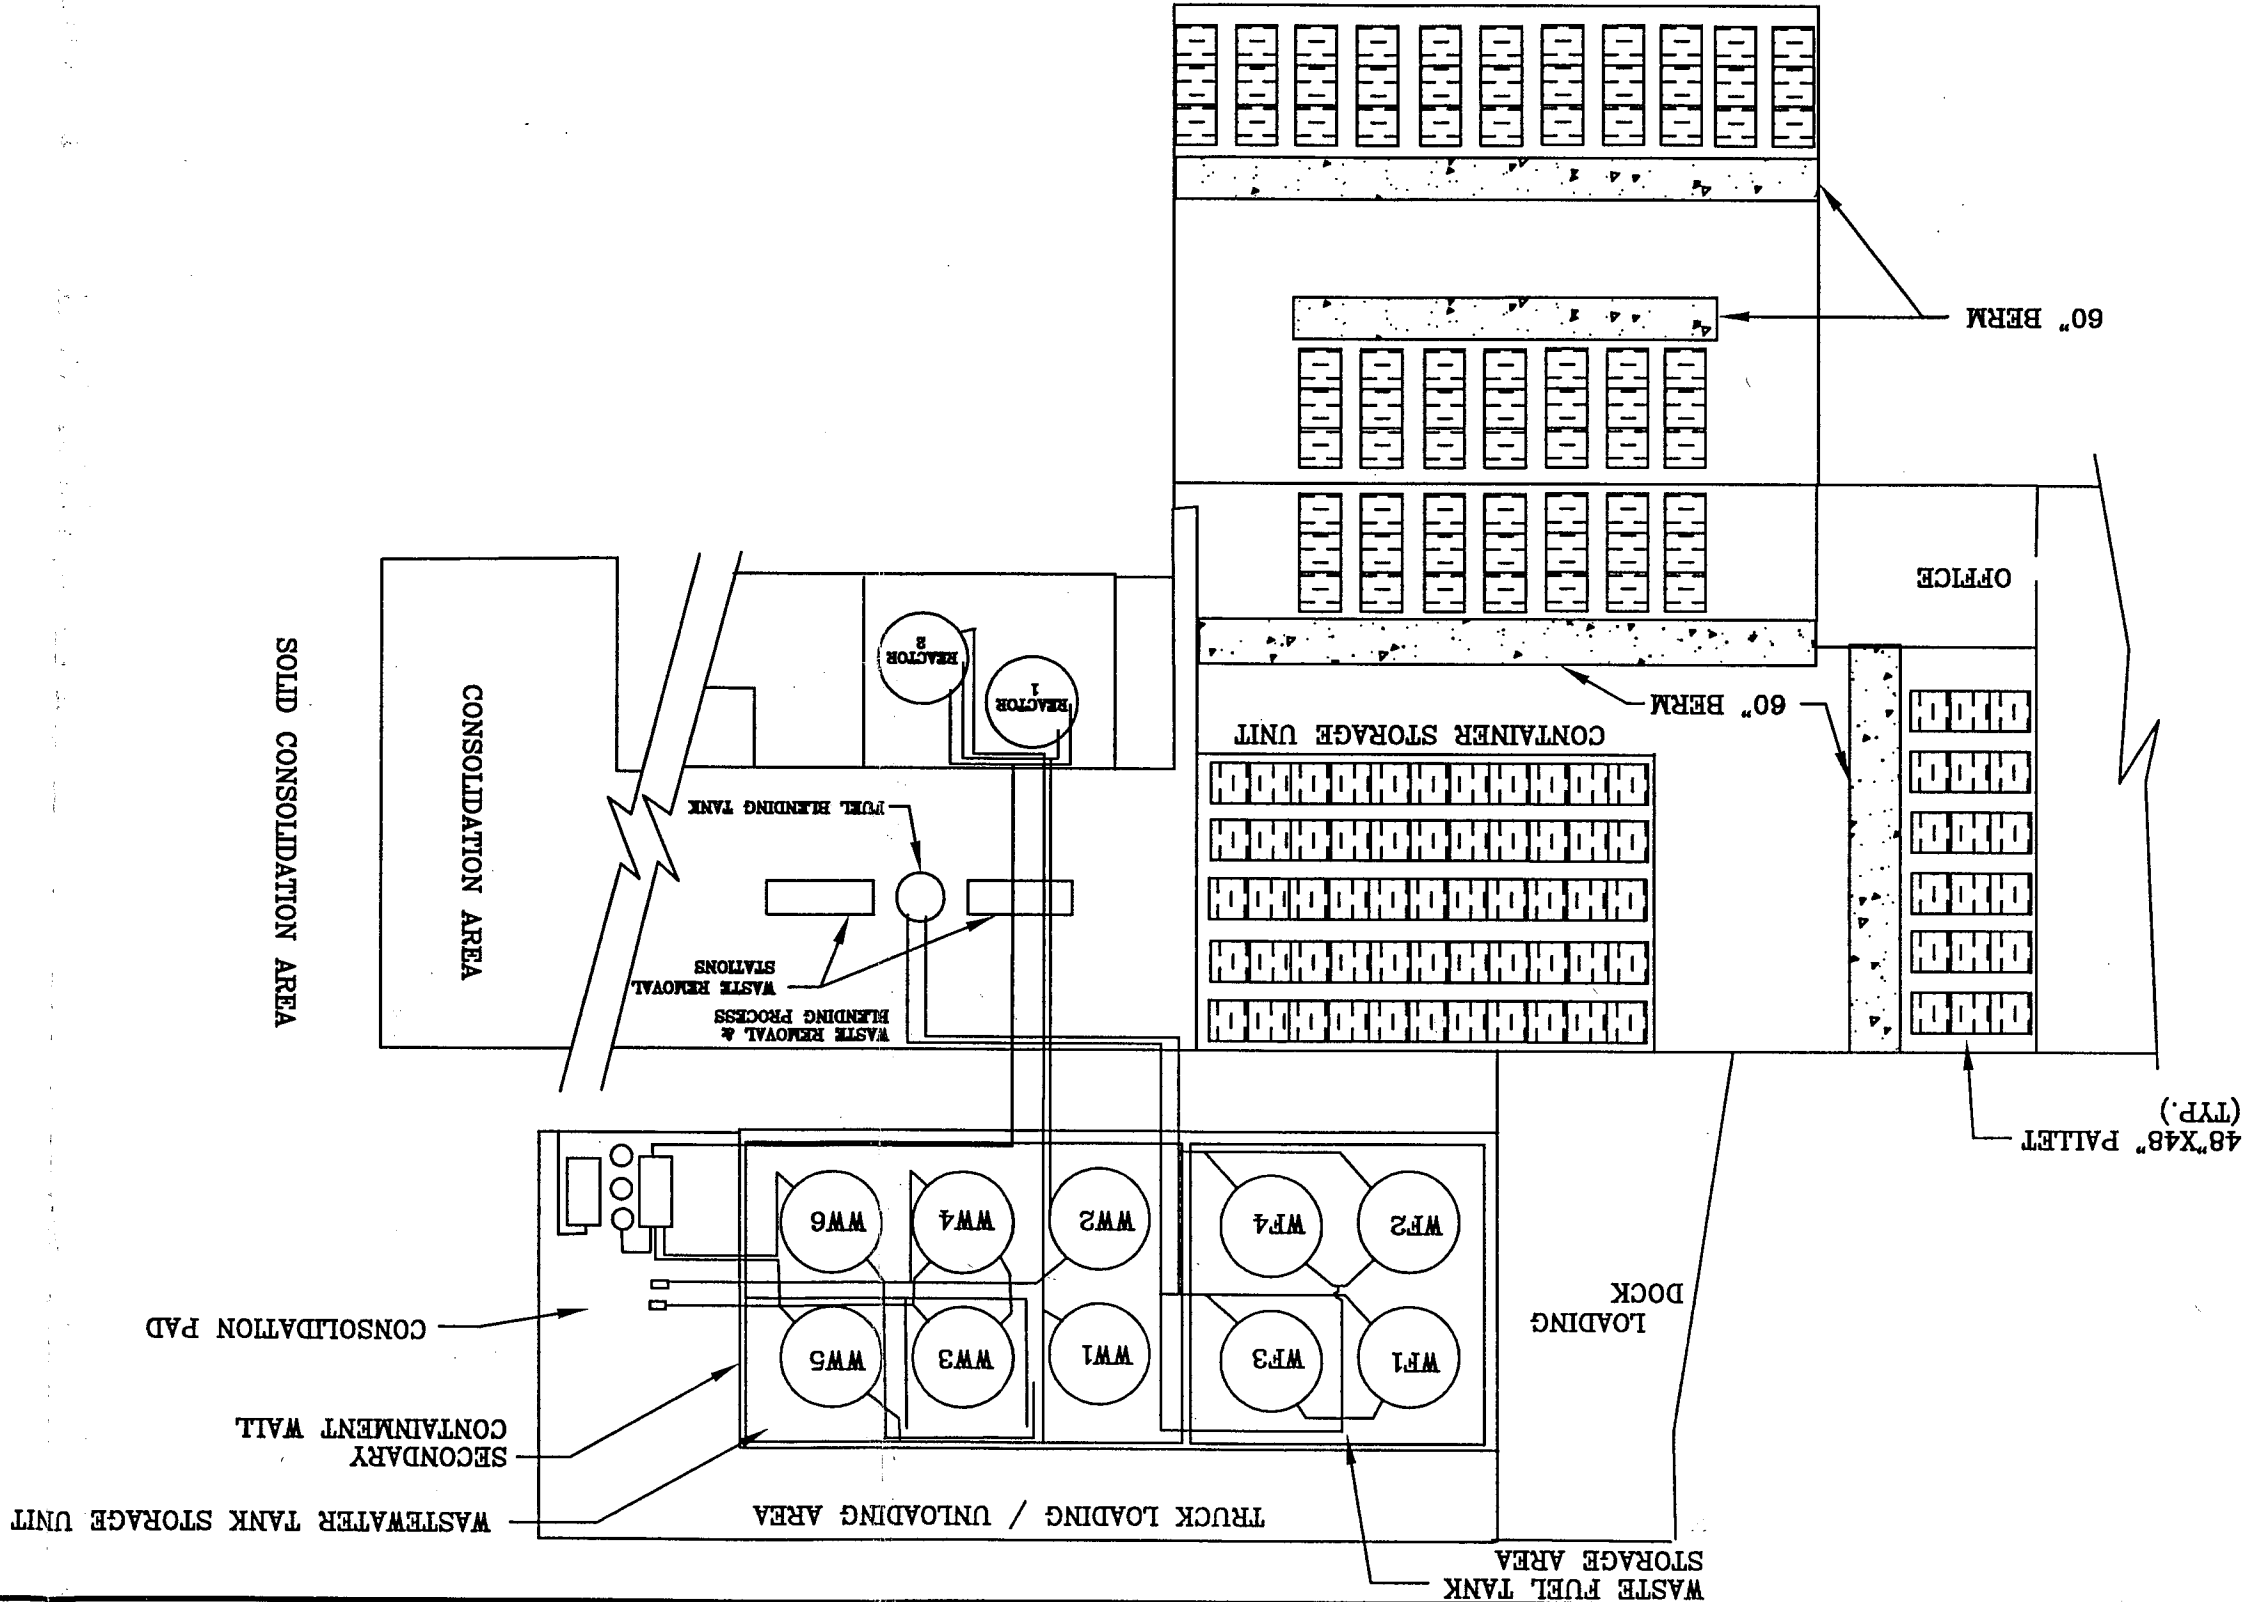 WASTE FUEL TANK
STORAGE AREA
TRUCK LOADING / UNLOADING AREA
WASTEWATER TANK STORAGE UNIT
SECONDARY
CONTAINMENT WALL
CONSOLIDATION PAD
LOADING
DOCK
WF1
WF3
WW1
WW3
WW5
WF2
WF4
WW2
WW4
WW6
48"X48" PALLET
(TYP.)
WASTE REMOVAL &
BLENDING PROCESS
WASTE REMOVAL
STATIONS
FUEL BLENDING TANK
CONTAINER STORAGE UNIT
60" BERM
REACTOR
1
REACTOR
2
OFFICE
60" BERM
CONSOLIDATION AREA
SOLID CONSOLIDATION AREA